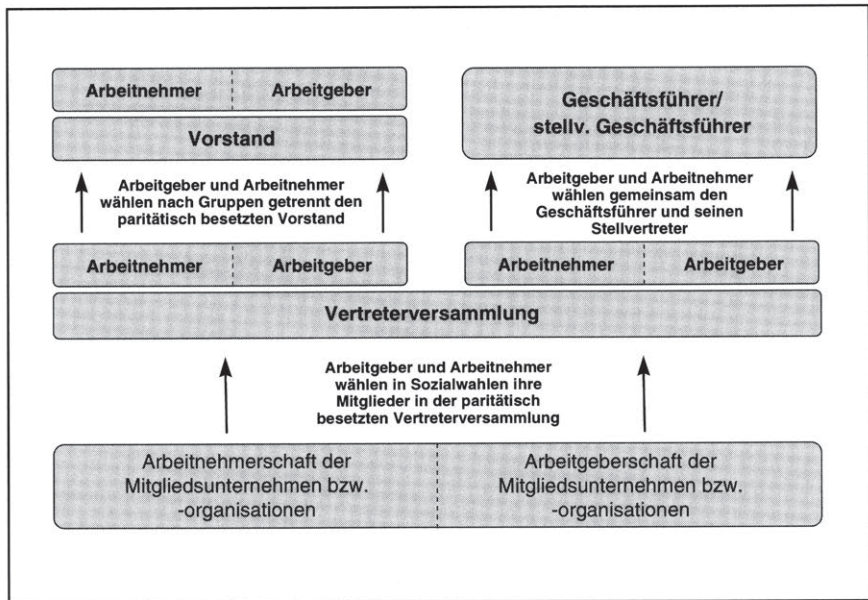 Arbeitnehmer Arbeitgeber
Vorstand
Geschäftsführer/
stellv. Geschäftsführer
Arbeitgeber und Arbeitnehmer
wählen nach Gruppen getrennt den
paritätisch besetzten Vorstand
Arbeitgeber und Arbeitnehmer
wählen gemeinsam den
Geschäftsführer und seinen
Stellvertreter
Arbeitnehmer Arbeitgeber
Arbeitnehmer Arbeitgeber
Vertreterversammlung
Arbeitgeber und Arbeitnehmer
wählen in Sozialwahlen ihre
Mitglieder in der paritätisch
besetzten Vertreterversammlung
Arbeitnehmerschaft der
Mitgliedsunternehmen bzw.
-organisationen
Arbeitgeberschaft der
Mitgliedsunternehmen bzw.
-organisationen